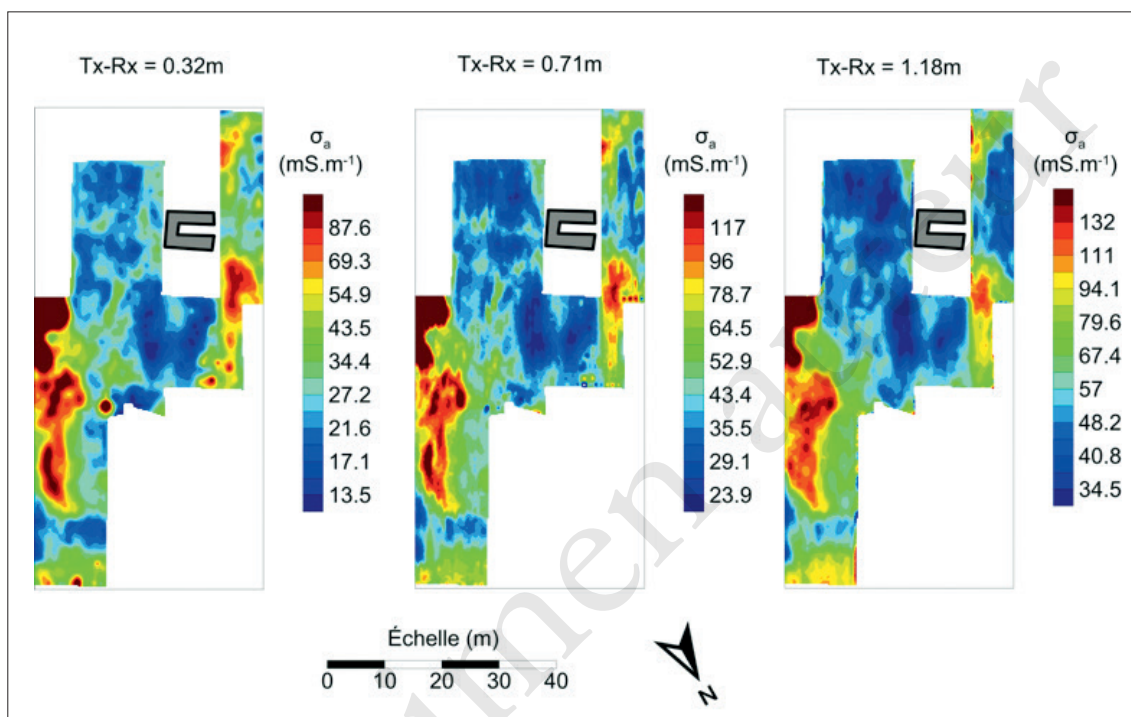 Tx-Rx = 0.32m
Tx-Rx = 0.71m
Tx-Rx = 1.18m
σa
(mS.m-1)
87.6
69.3
54.9
43.5
34.4
27.2
21.6
17.1
13.5
σa
(mS.m-1)
117
96
78.7
64.5
52.9
43.4
35.5
29.1
23.9
σa
(mS.m-1)
132
111
94.1
79.6
67.4
57
48.2
40.8
34.5
Échelle (m)
0 10 20 30 40
N